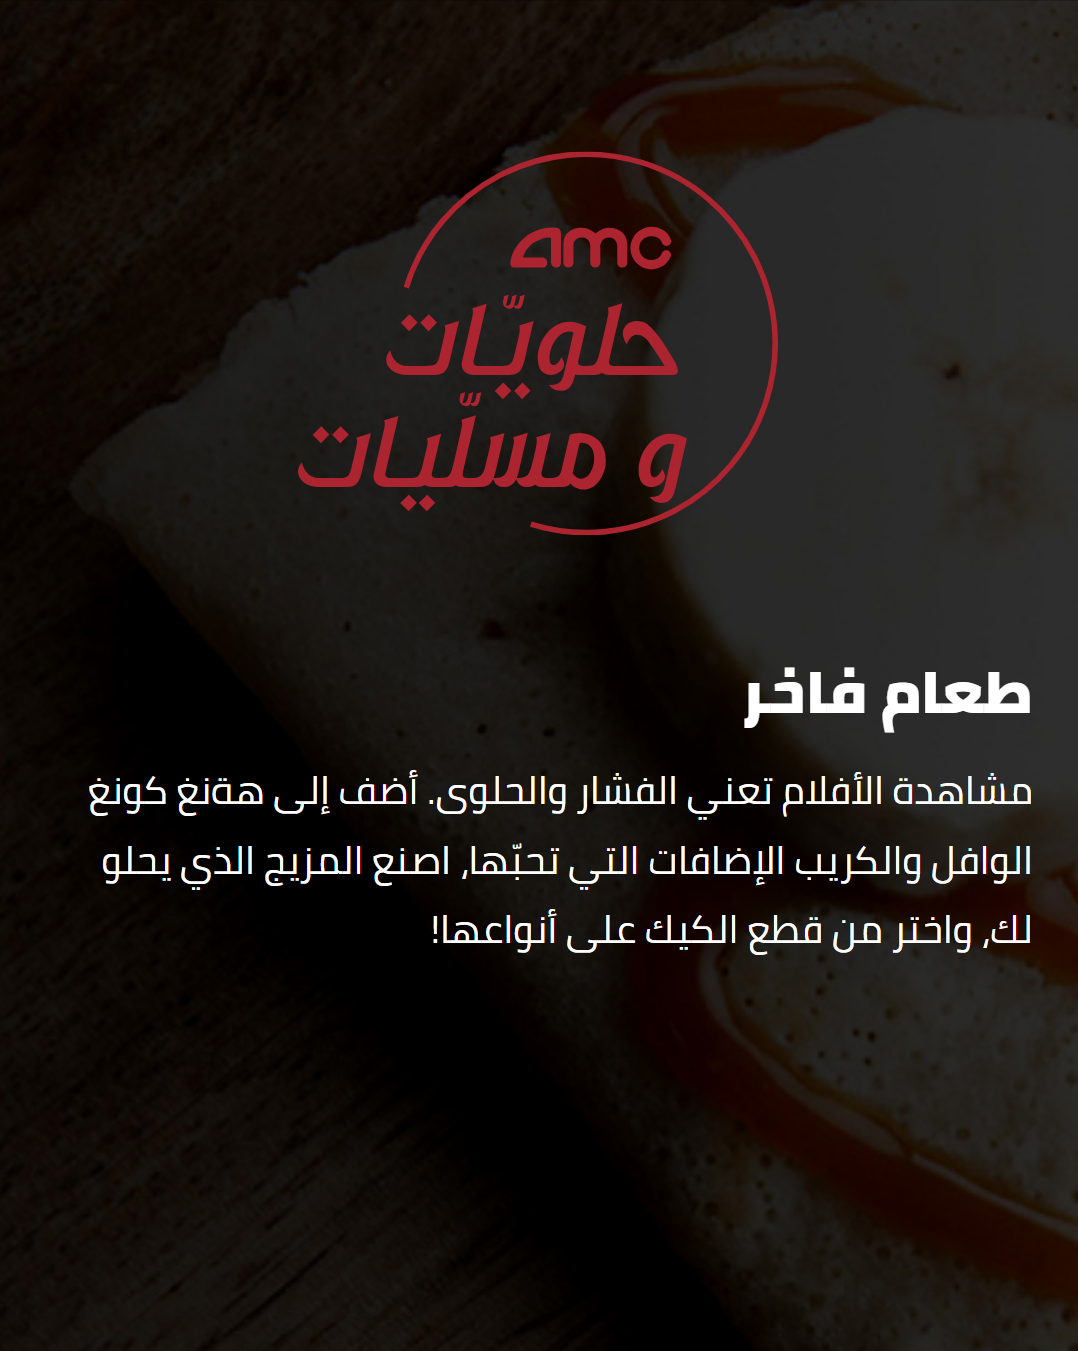 amc
حلويّات
و مسلّيات
طعام فاخر
مشاهدة الأفلام تعني الفشار والحلوى. أضف إلى هةنغ كونغ
الوافل والكريب الإضافات التي تحبّها، اصنع المزيج الذي يحلو
لك، واختر من قطع الكيك على أنواعها!